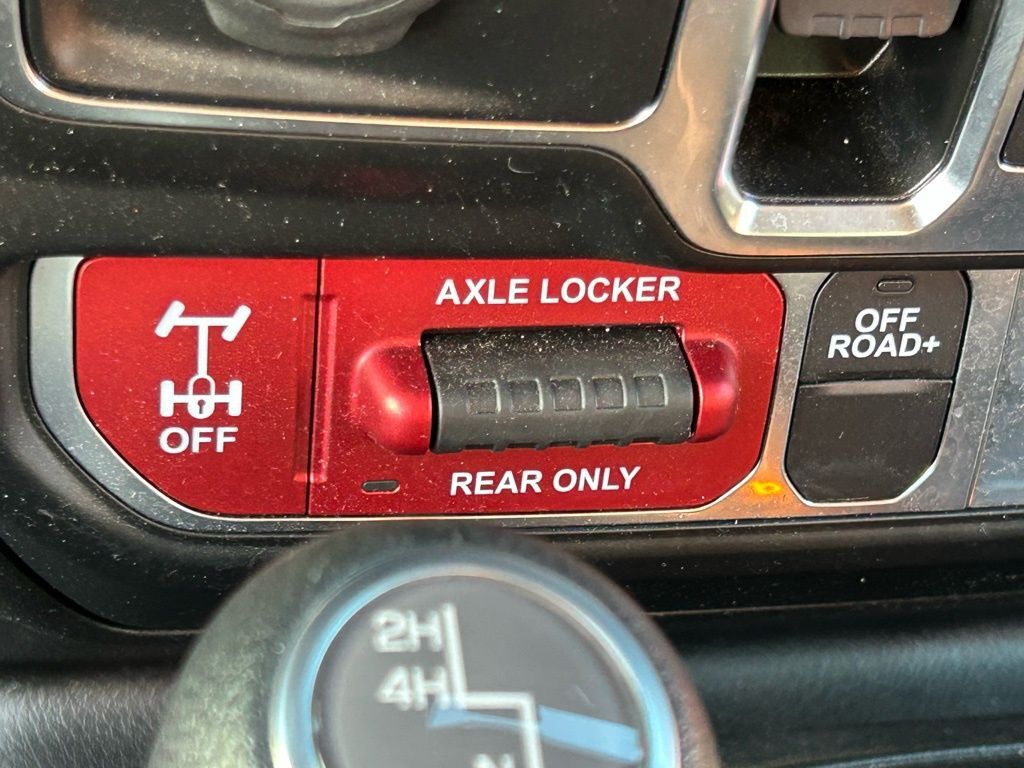 AXLE LOCKER
OFF
REAR ONLY
OFF
ROAD+
2H
4H
N